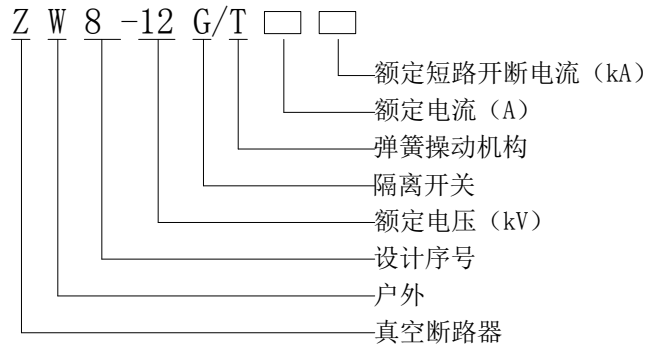 Z W 8 -12 G/T □ □
额定短路开断电流（kA）
额定电流（A）
弹簧操动机构
隔离开关
额定电压（kV）
设计序号
户外
真空断路器